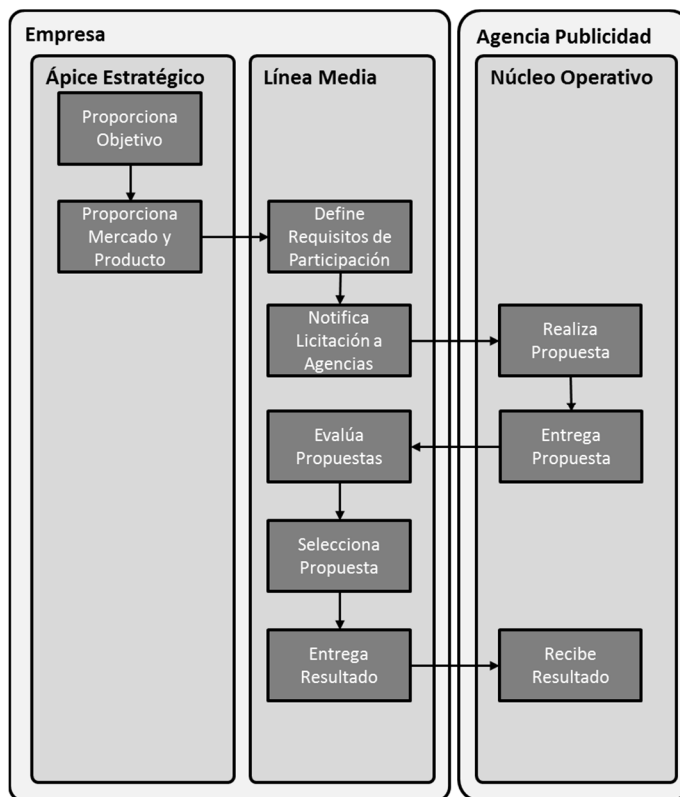 Empresa
Agencia Publicidad
Ápice Estratégico
Línea Media
Núcleo Operativo
Proporciona
Objetivo
Proporciona
Mercado y
Producto
Define
Requisitos de
Participación
Notifica
Licitación a
Agencias
Realiza
Propuesta
Entrega
Propuesta
Evalúa
Propuestas
Selecciona
Propuesta
Entrega
Resultado
Recibe
Resultado